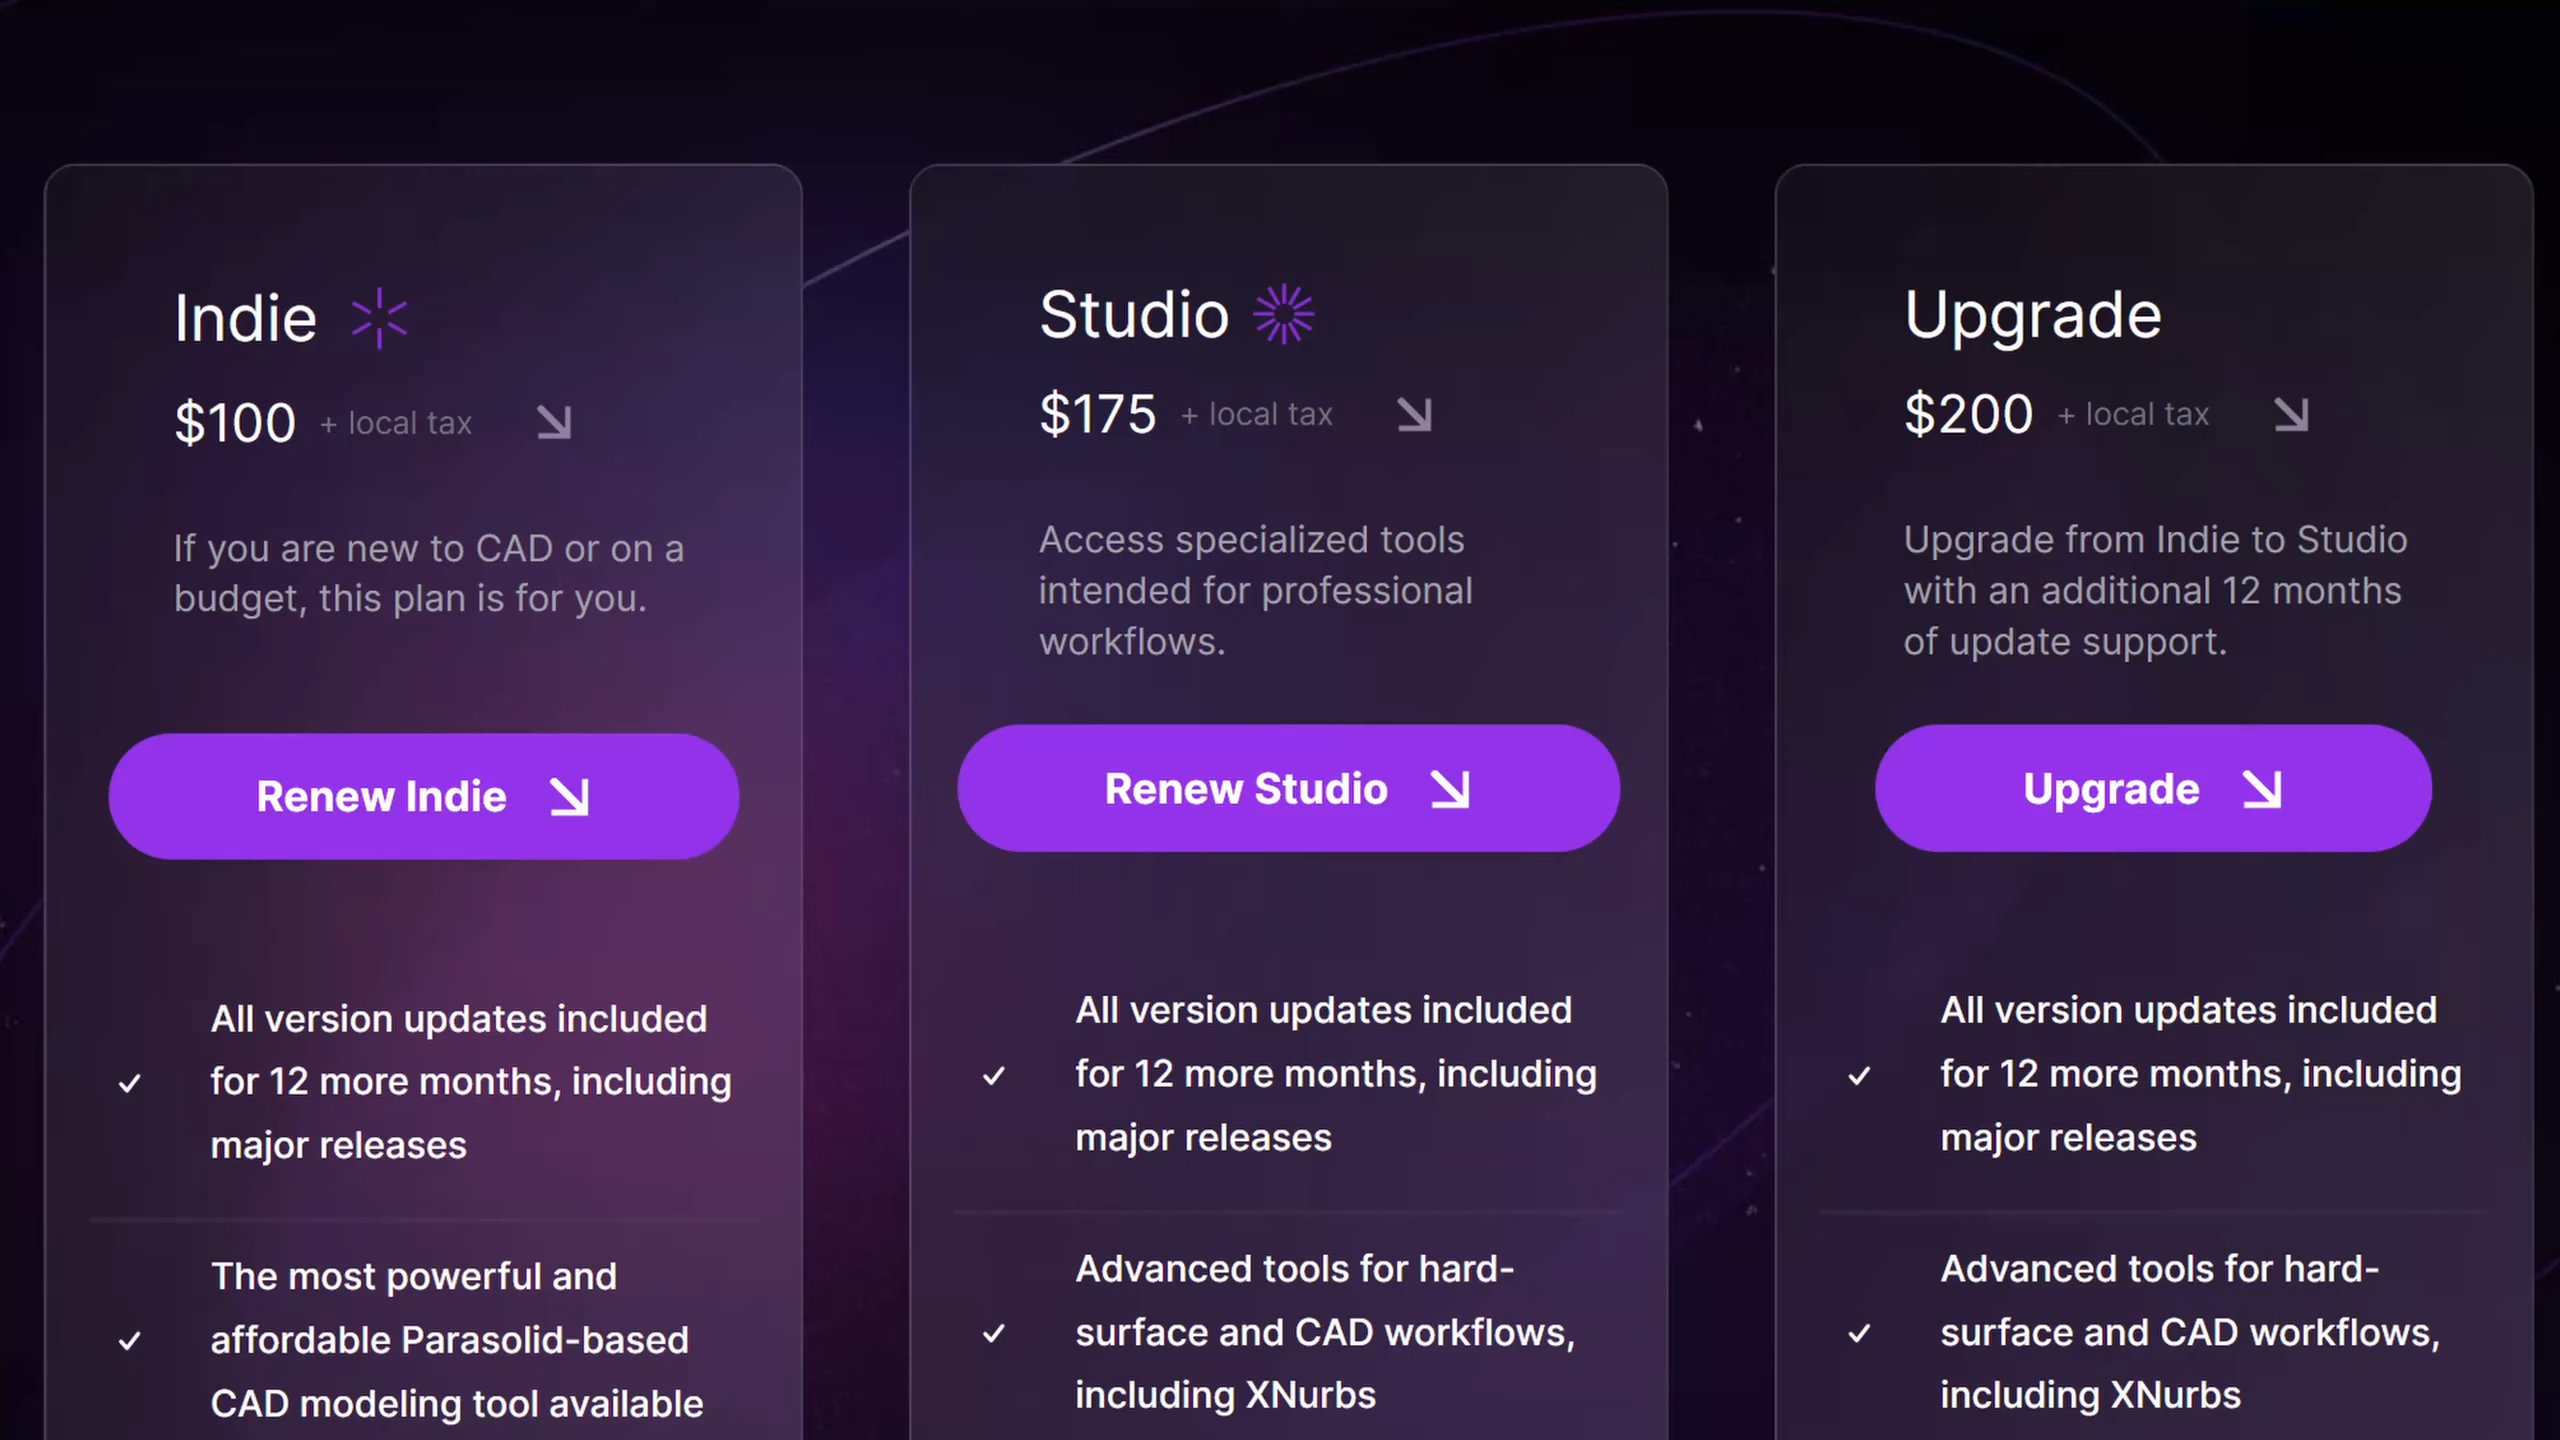 Indie
$100 + local tax
If you are new to CAD or on a
budget, this plan is for you.
Renew Indie
All version updates included
for 12 more months, including
major releases
The most powerful and
affordable Parasolid-based
CAD modeling tool available
Studio
$175 + local tax
Access specialized tools
intended for professional
workflows.
Renew Studio
All version updates included
for 12 more months, including
major releases
Advanced tools for hard-
surface and CAD workflows,
including XNurbs
Upgrade
$200 + local tax
Upgrade from Indie to Studio
with an additional 12 months
of update support.
Upgrade
All version updates included
for 12 more months, including
major releases
Advanced tools for hard-
surface and CAD workflows,
including XNurbs